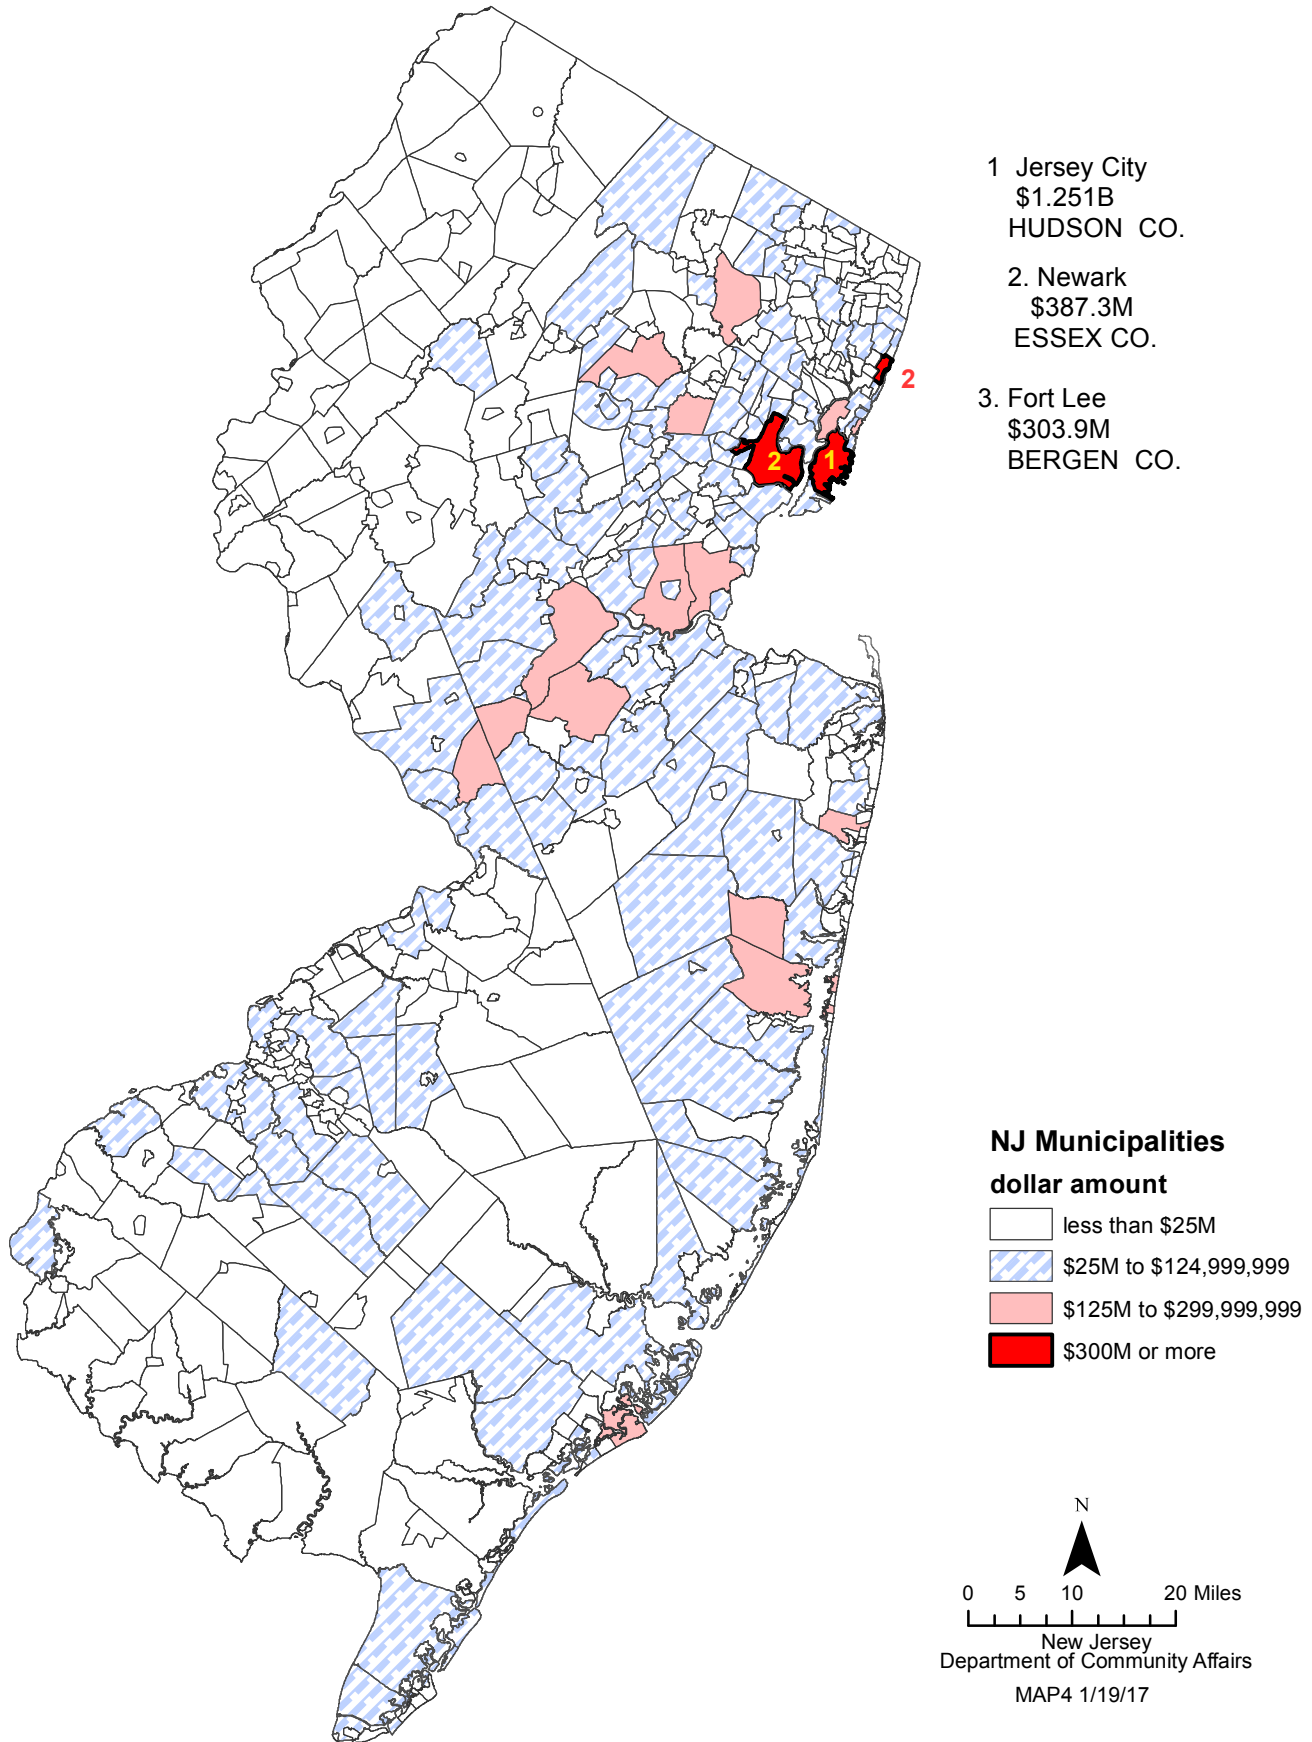 1 Jersey City
$1.251B
HUDSON CO.
2. Newark
$387.3M
ESSEX CO.
2
3. Fort Lee
$303.9M
BERGEN CO.
2
1
NJ Municipalities
dollar amount
less than $25M
$25M to $124,999,999
$125M to $299,999,999
$300M or more
N
0 5 10 20 Miles
New Jersey
Department of Community Affairs
MAP4 1/19/17